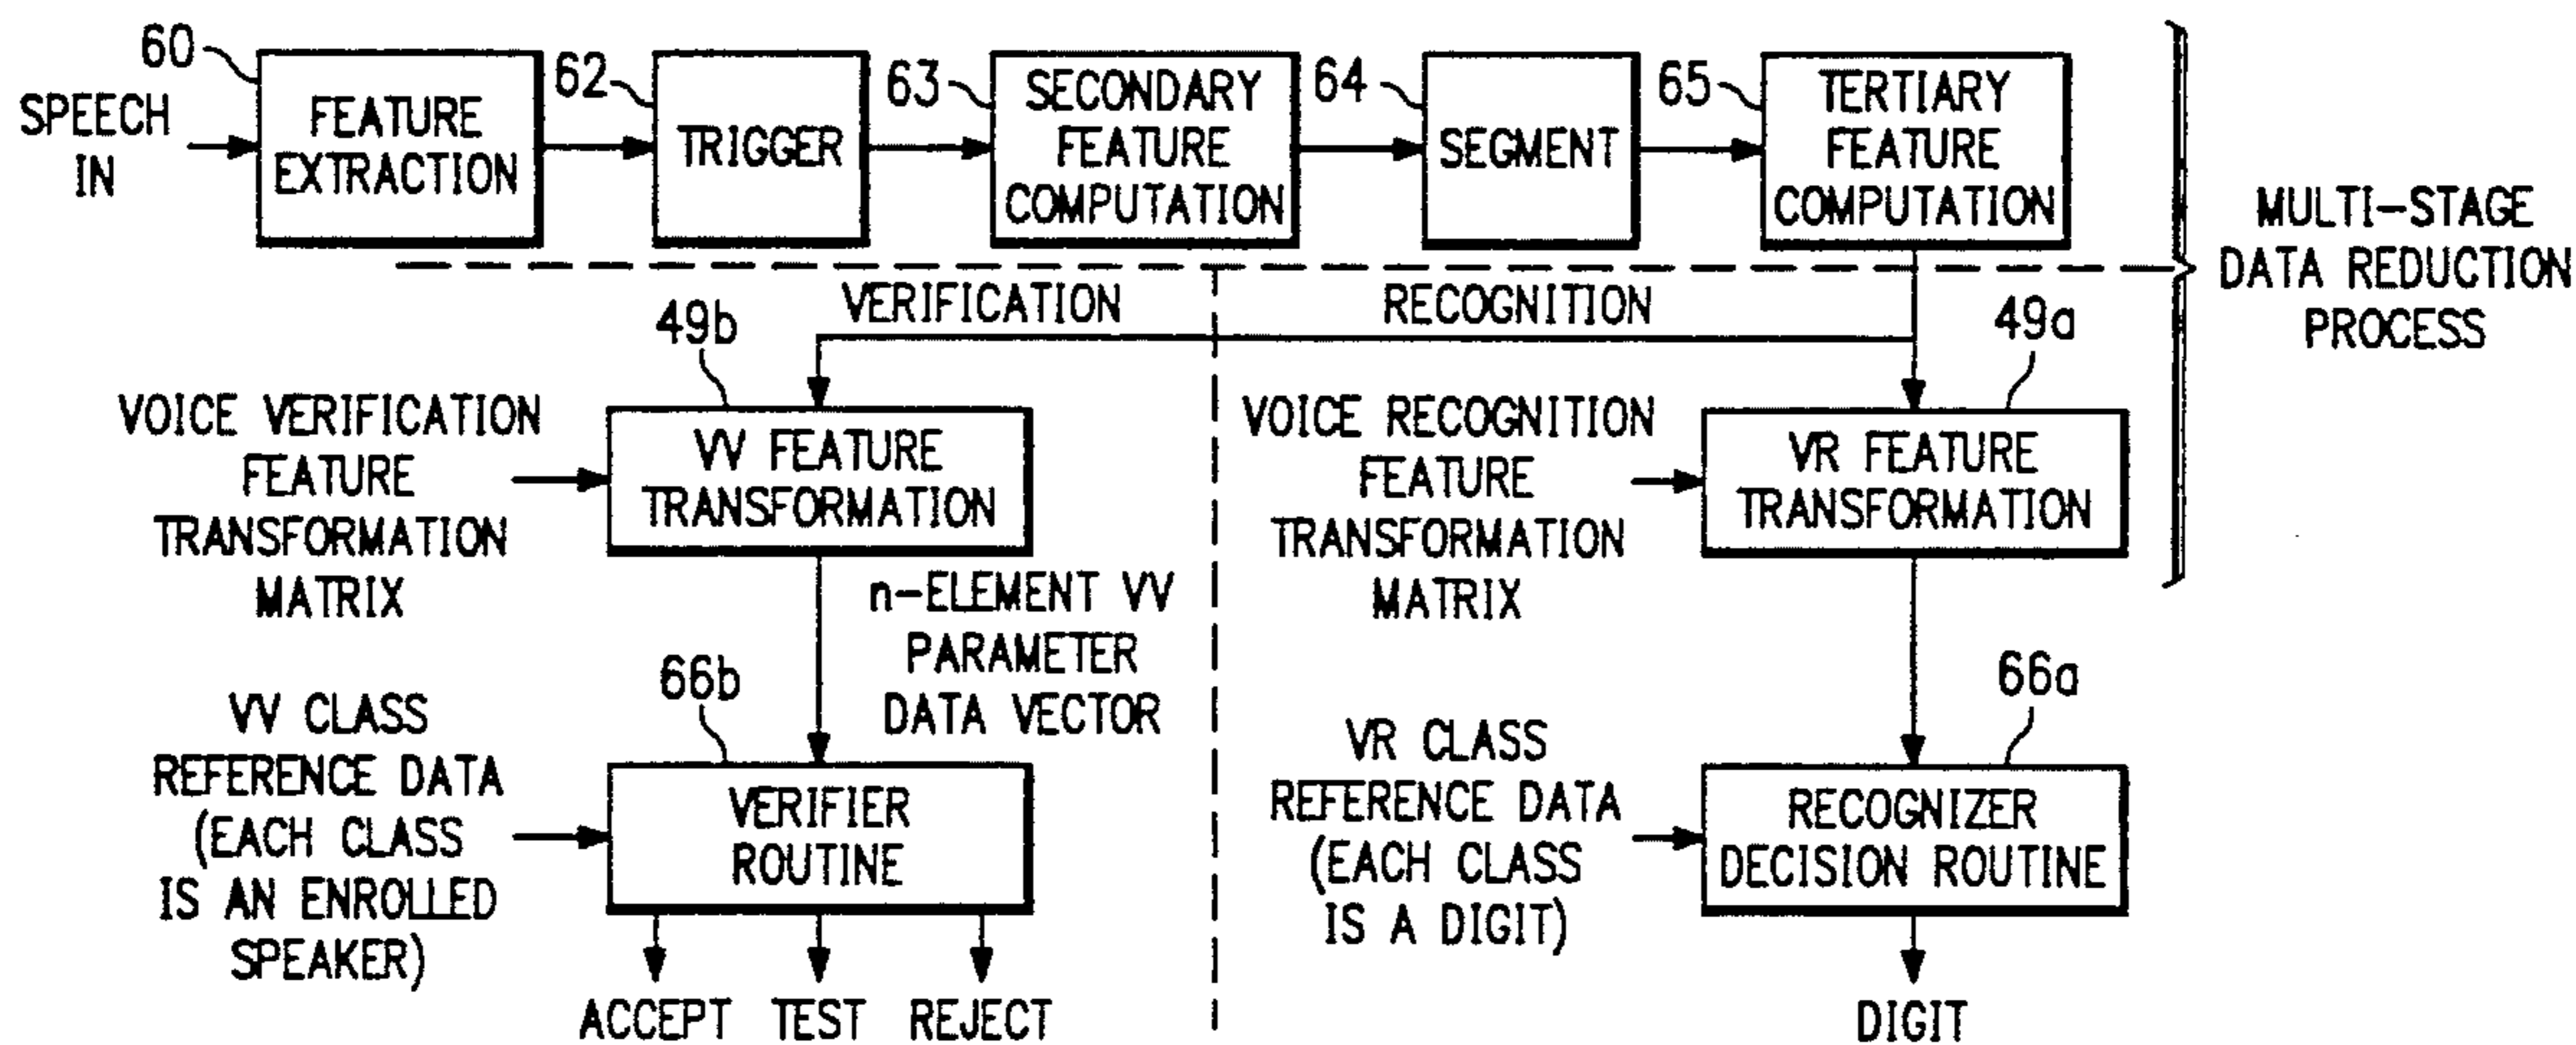 60
SPEECH
IN
FEATURE
EXTRACTION
62
TRIGGER
63
SECONDARY
FEATURE
COMPUTATION
64
SEGMENT
65
TERTIARY
FEATURE
COMPUTATION
MULTI-STAGE
DATA REDUCTION
PROCESS
VERIFICATION
RECOGNITION
49b
VOICE VERIFICATION
FEATURE
TRANSFORMATION
MATRIX
VV FEATURE
TRANSFORMATION
49a
VOICE RECOGNITION
FEATURE
TRANSFORMATION
MATRIX
VR FEATURE
TRANSFORMATION
n-ELEMENT VV
PARAMETER
DATA VECTOR
66b
VV CLASS
REFERENCE DATA
(EACH CLASS
IS AN ENROLLED
SPEAKER)
VERIFIER
ROUTINE
ACCEPT TEST REJECT
66a
VR CLASS
REFERENCE DATA
(EACH CLASS
IS A DIGIT)
RECOGNIZER
DECISION ROUTINE
DIGIT